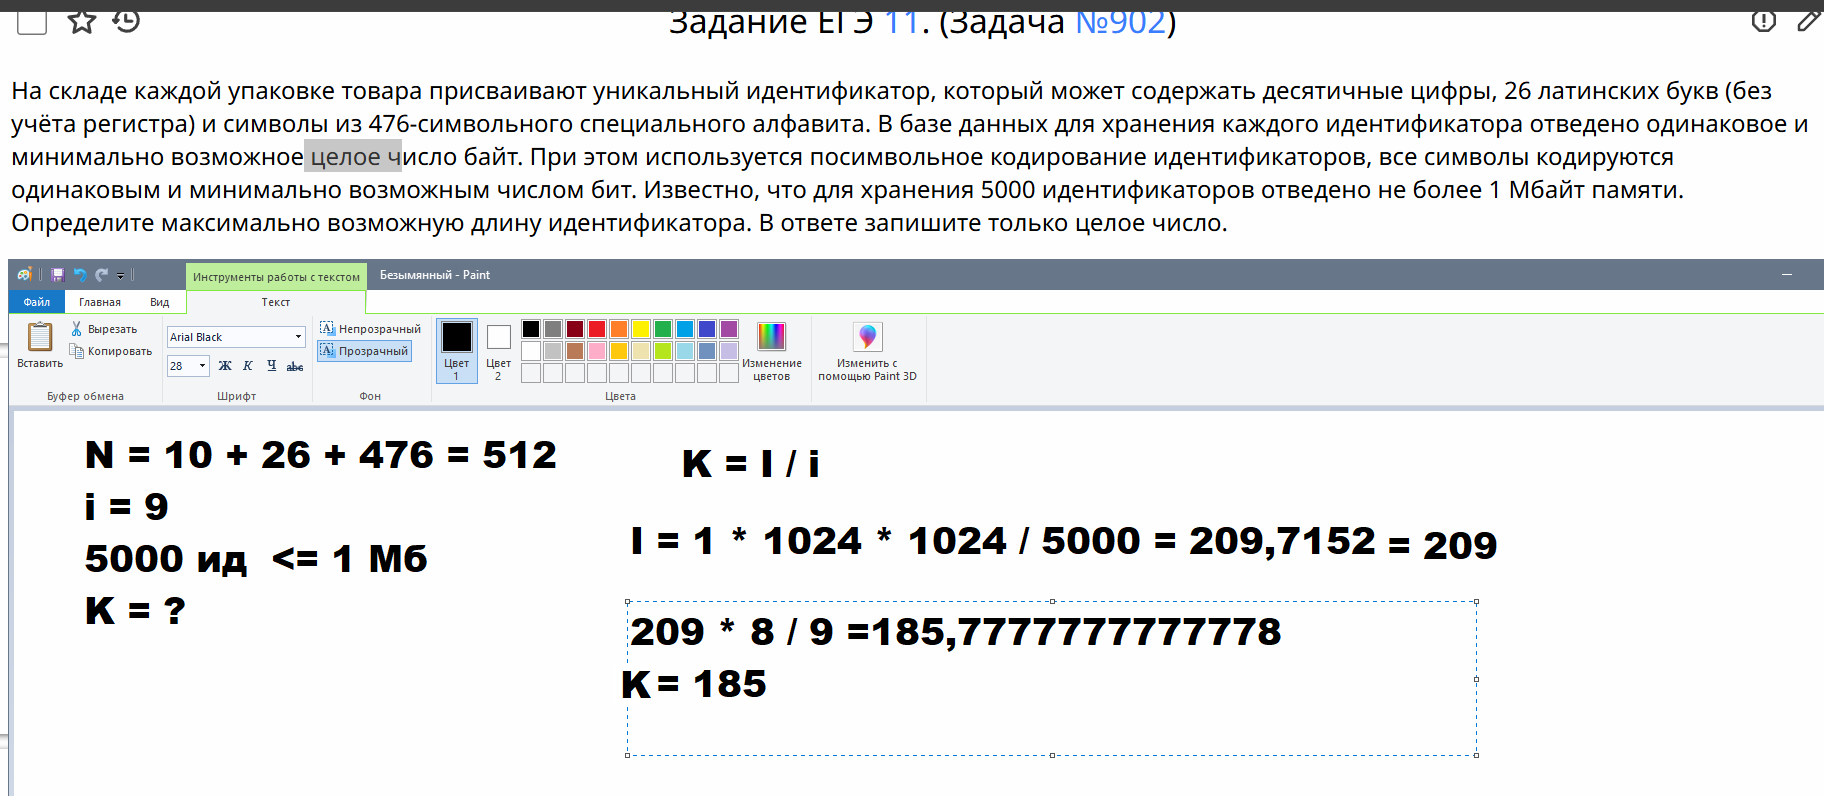 Задание ЕГЭ 11. (Задача №902)
На складе каждой упаковке товара присваивают уникальный идентификатор, который может содержать десятичные цифры, 26 латинских букв (без
учёта регистра) и символы из 476-символьного специального алфавита. В базе данных для хранения каждого идентификатора отведено одинаковое и
минимально возможное целое число байт. При этом используется посимвольное кодирование идентификаторов, все символы кодируются
одинаковым и минимально возможным числом бит. Известно, что для хранения 5000 идентификаторов отведено не более 1 Мбайт памяти.
Определите максимально возможную длину идентификатора. В ответе запишите только целое число.
Инструменты работы с текстом
Безымянный - Paint
Файл Главная Вид Текст
Вставить
Вырезать
Копировать
Буфер обмена
Arial Black
28 Ж К Ч abc
Шрифт
Непрозрачный
Прозрачный
Фон
Цвет 1
Цвет 2
Изменение цветов
Цвета
Изменить с помощью Paint 3D
N = 10 + 26 + 476 = 512
i = 9
5000 ид <= 1 Мб
K = ?
K = I / i
I = 1 * 1024 * 1024 / 5000 = 209,7152 = 209
209 * 8 / 9 =185,7777777777778
K = 185